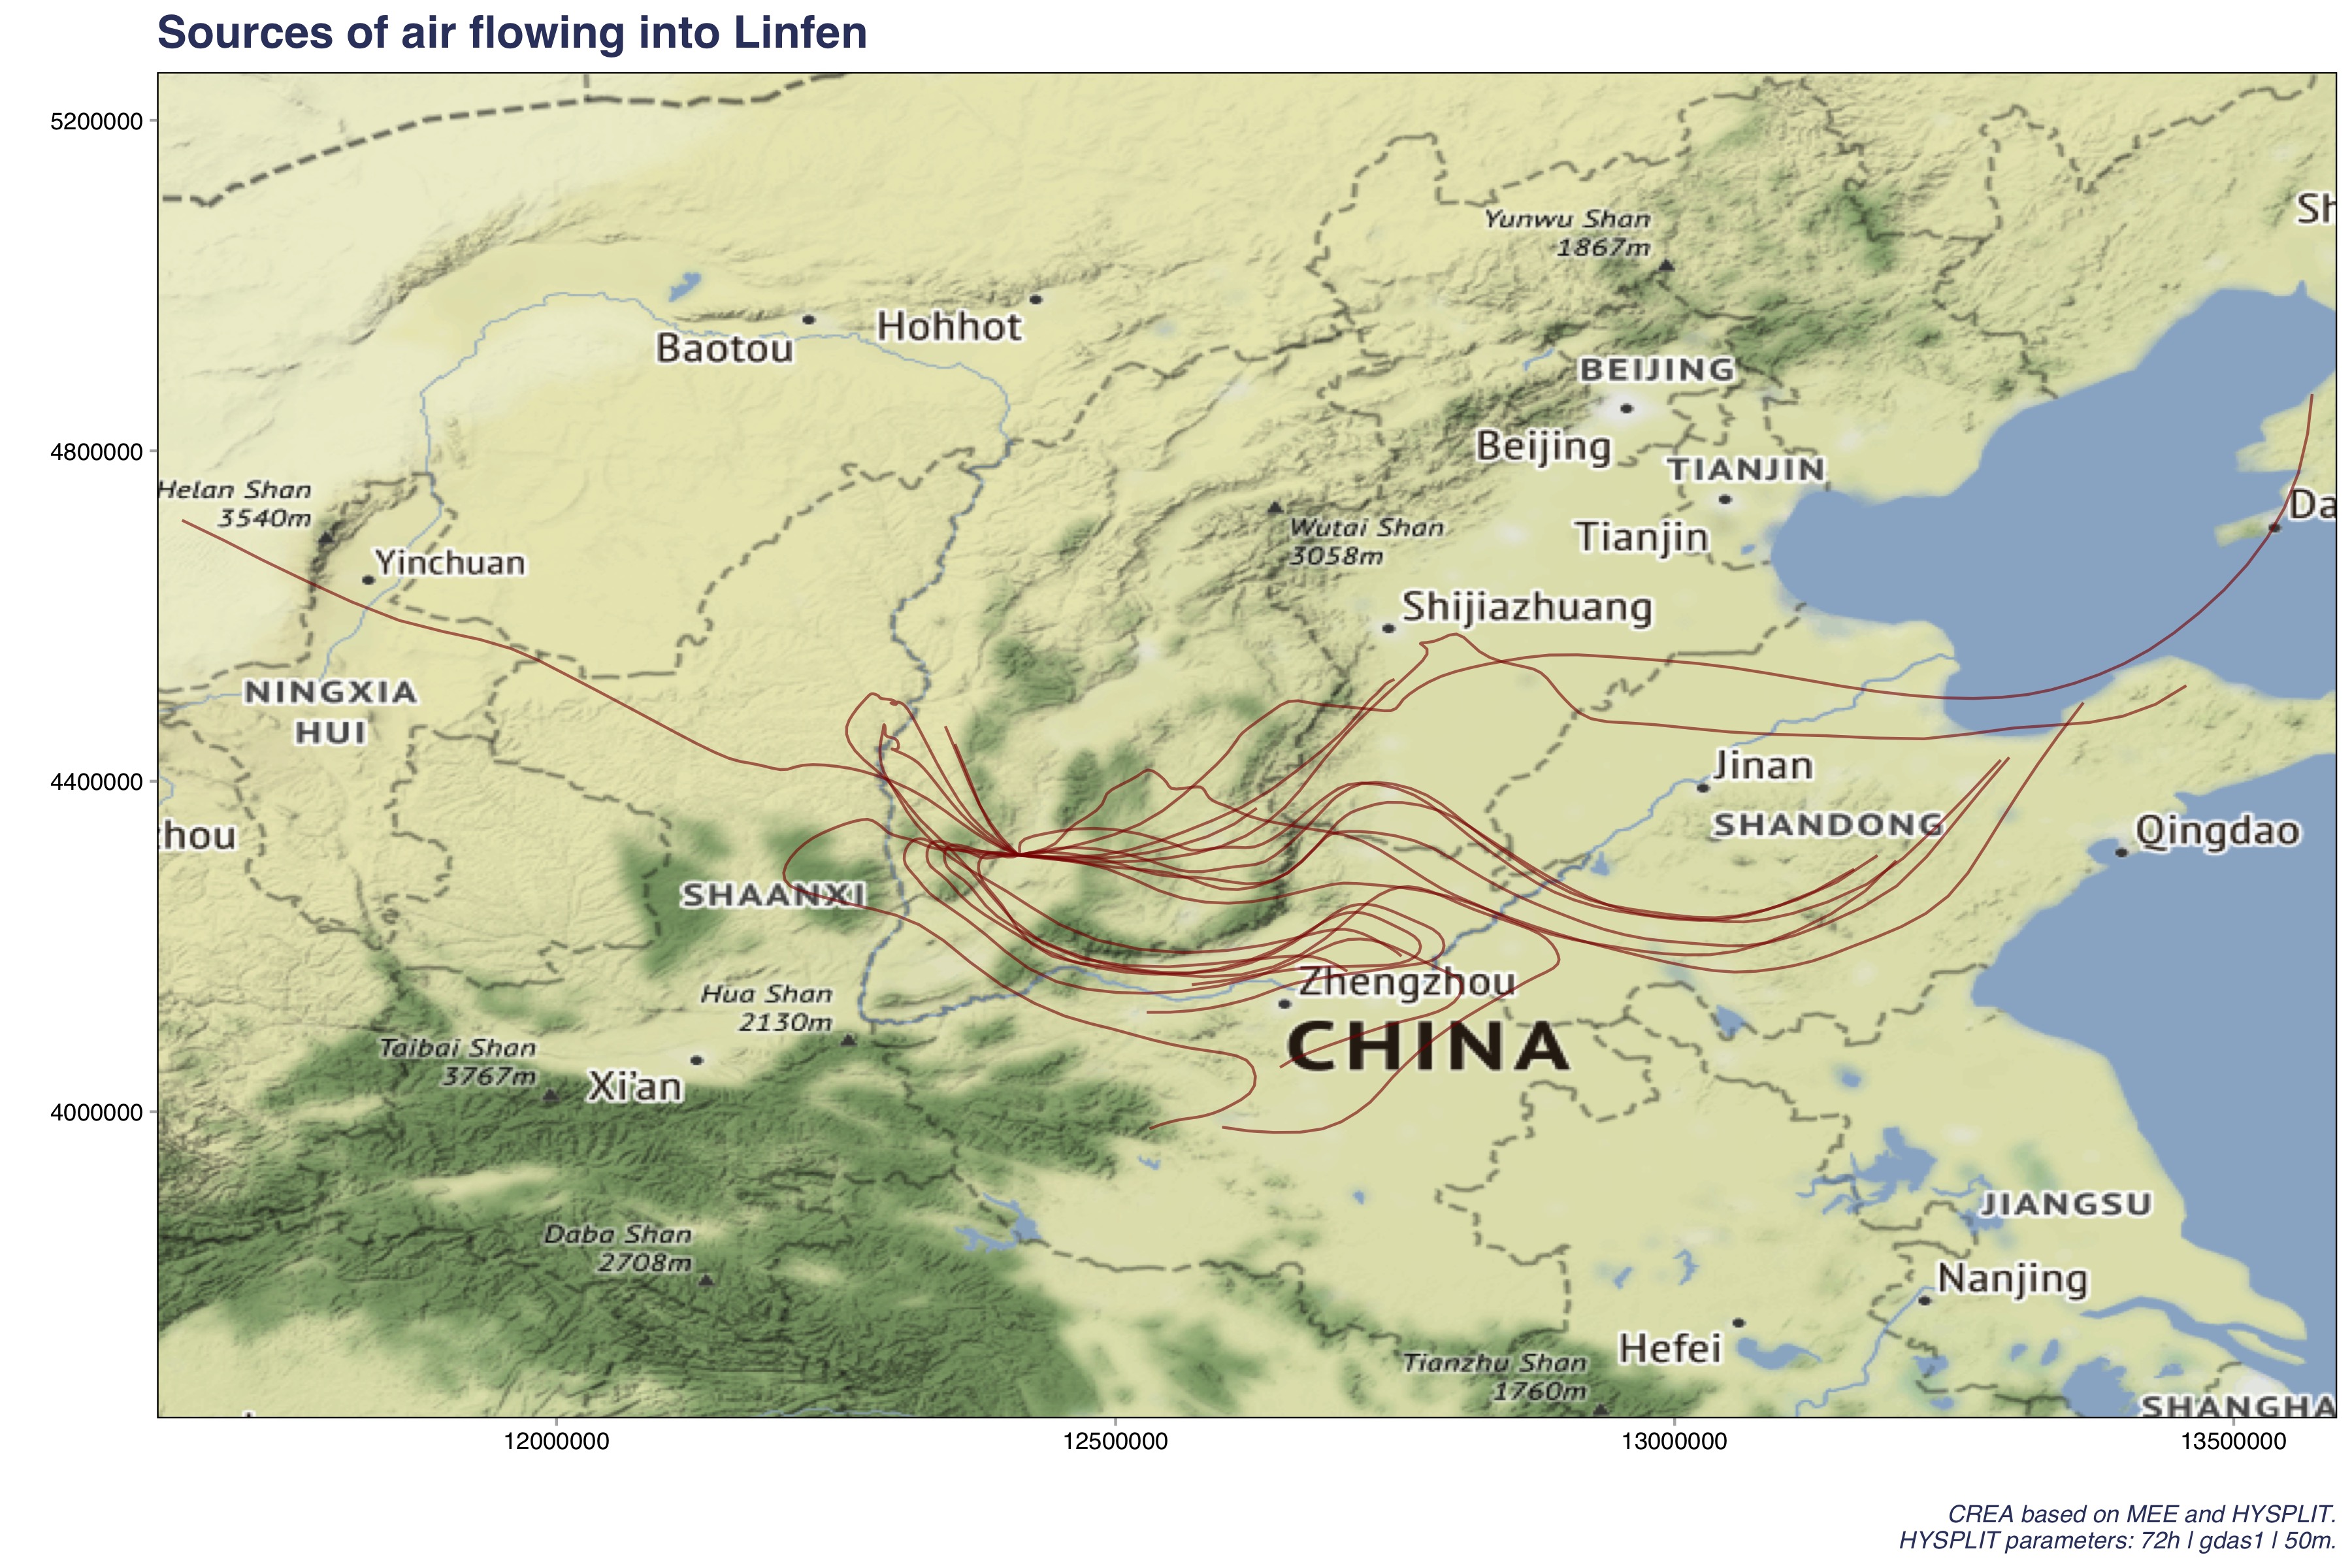 Sources of air flowing into Linfen
5200000
4800000
4400000
4000000
12000000
12500000
13000000
13500000
Yunwu Shan
1867m
Sh
Hohhot
Baotou
BEIJING
Beijing
TIANJIN
Tianjin
Helan Shan
3540m
Yinchuan
Wutai Shan
3058m
Da
Shijiazhuang
NINGXIA
HUI
Jinan
SHANDONG
Qingdao
zhou
SHAANXI
Hua Shan
2130m
Zhengzhou
CHINA
Taibai Shan
3767m
Xi'an
Daba Shan
2708m
JIANGSU
Nanjing
Hefei
Tianzhu Shan
1760m
SHANGHA
CREA based on MEE and HYSPLIT.
HYSPLIT parameters: 72h | gdas1 | 50m.